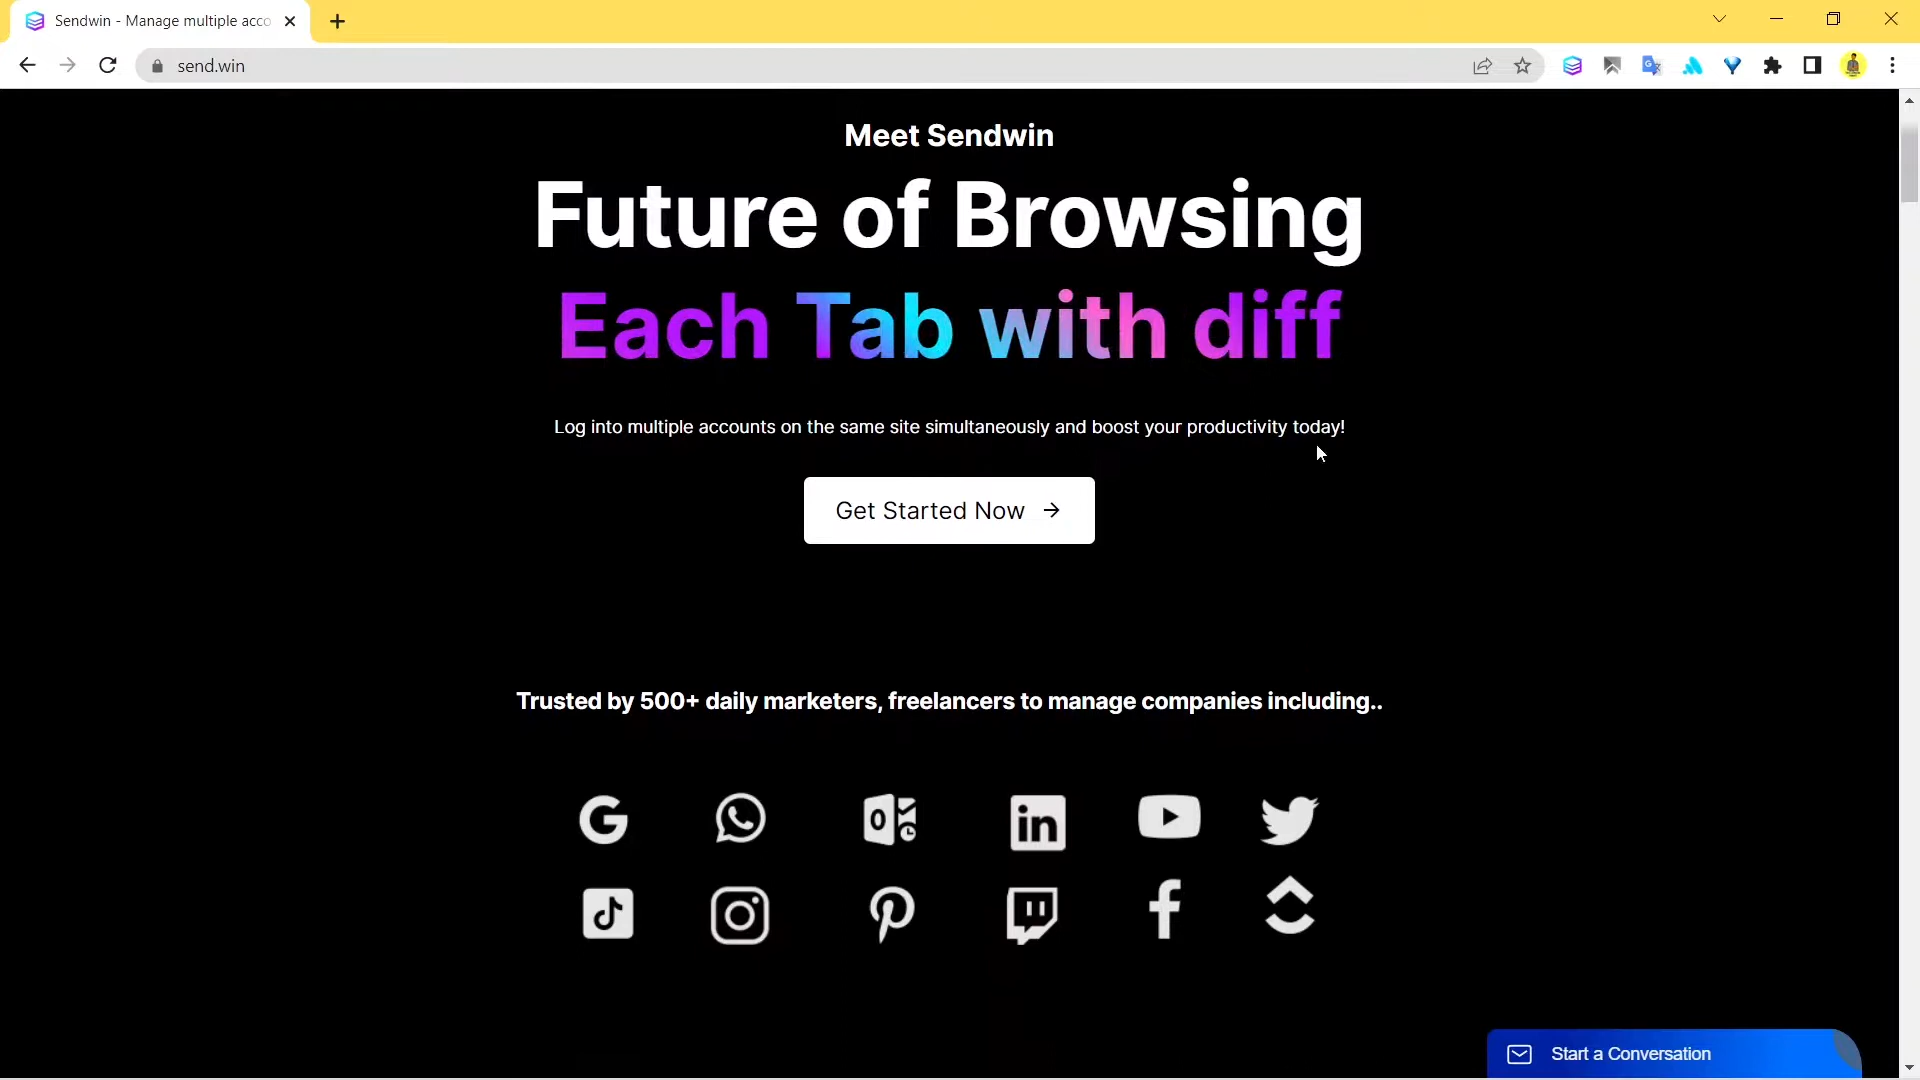 Sendwin - Manage multiple acco
send.win
Meet Sendwin
Future of Browsing
Each Tab with diff
Log into multiple accounts on the same site simultaneously and boost your productivity today!
Get Started Now
Trusted by 500+ daily marketers, freelancers to manage companies including..
Start a Conversation